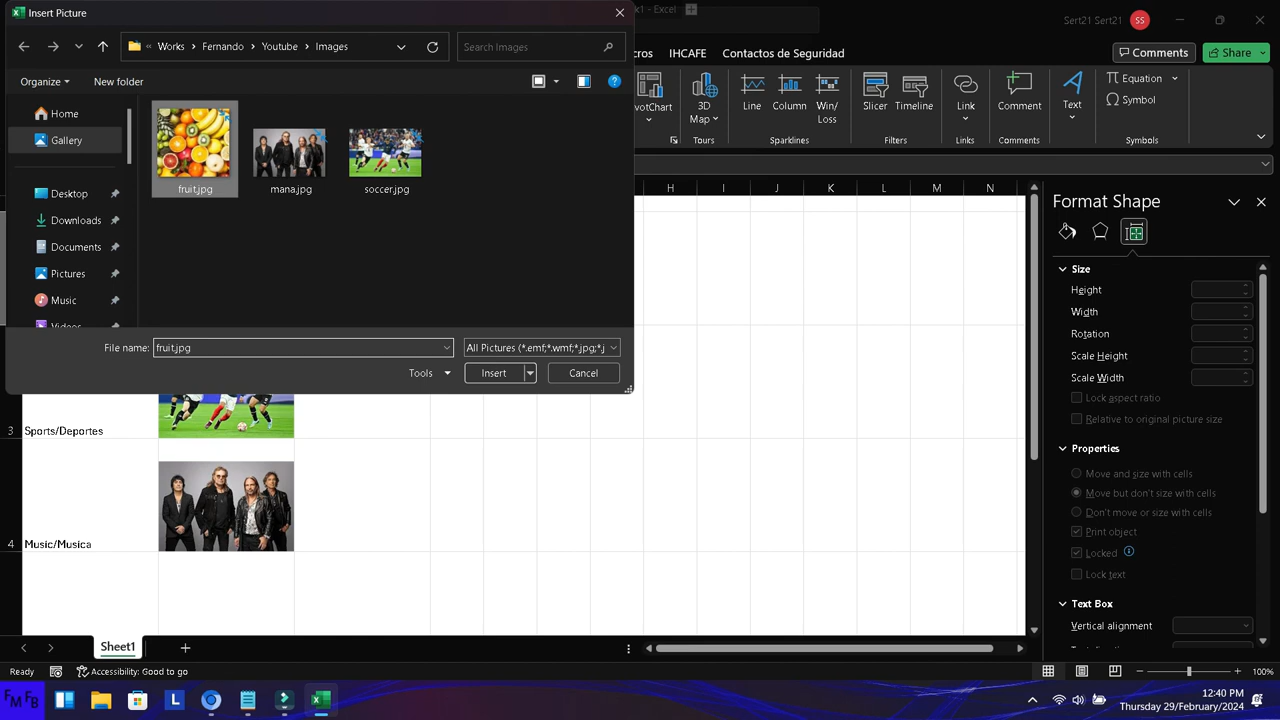 Insert Picture
k1 - Excel
Sert21 Sert21
SS
Works
Fernando
Youtube
Images
Search Images
cros
IHCAFE
Contactos de Seguridad
Comments
Share
Organize
New folder
Home
Gallery
Desktop
Downloads
Documents
Pictures
Music
Videos
fruit.jpg
mana.jpg
soccer.jpg
File name:
fruit.jpg
All Pictures (*.emf;*.wmf;*.jpg;*.j
Tools
Insert
Cancel
votChart
3D
Map
Tours
Line
Column
Win/
Loss
Sparklines
Slicer
Timeline
Filters
Link
Links
Comment
Comments
Text
Equation
Symbol
Symbols
H I J K L M N
3
Sports/Deportes
4
Music/Musica
Format Shape
Size
Height
Width
Rotation
Scale Height
Scale Width
Lock aspect ratio
Relative to original picture size
Properties
Move and size with cells
Move but don't size with cells
Don't move or size with cells
Print object
Locked
Lock text
Text Box
Vertical alignment
Sheet1
Ready
Accessibility: Good to go
100%
FM FB
L
12:40 PM
Thursday 29/February/2024